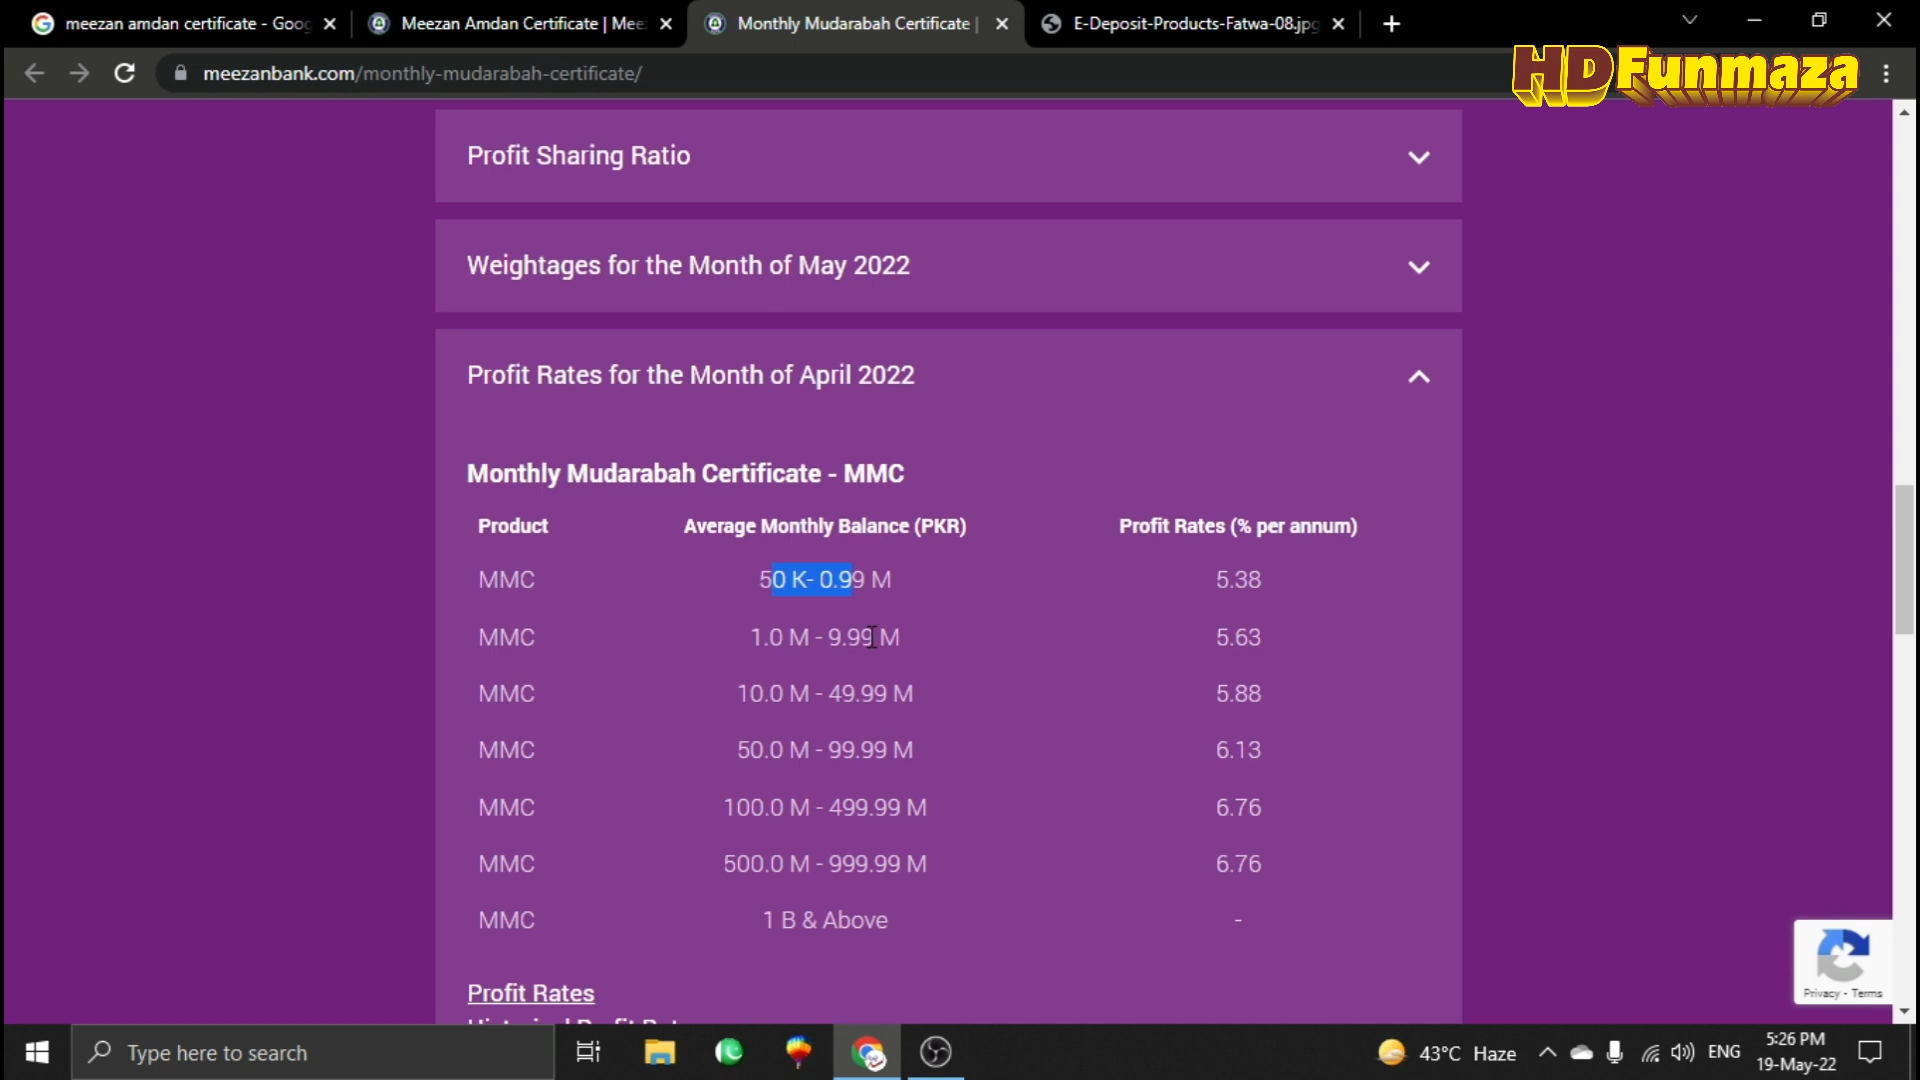 meezan amdan certificate - Goog
Meezan Amdan Certificate | Mee
Monthly Mudarabah Certificate |
E-Deposit-Products-Fatwa-08.jpg
meezanbank.com/monthly-mudarabah-certificate/
HDFunmaza
Profit Sharing Ratio
Weightages for the Month of May 2022
Profit Rates for the Month of April 2022
Monthly Mudarabah Certificate - MMC
Product Average Monthly Balance (PKR) Profit Rates (% per annum)
MMC 50 K- 0.99 M 5.38
MMC 1.0 M - 9.99 M 5.63
MMC 10.0 M - 49.99 M 5.88
MMC 50.0 M - 99.99 M 6.13
MMC 100.0 M - 499.99 M 6.76
MMC 500.0 M - 999.99 M 6.76
MMC 1 B & Above -
Profit Rates
Privacy - Terms
Type here to search
43°C Haze
ENG
5:26 PM
19-May-22